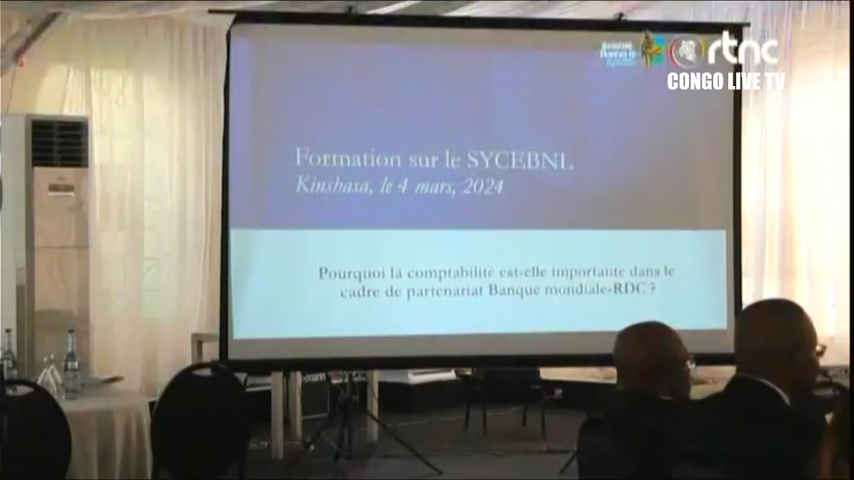 rtnc
CONGO LIVE TV
Formation sur le SYCEBNL
Kinshasa, le 4 mars, 2024
Pourquoi la comptabilité est-elle importante dans le
cadre de partenariat Banque mondiale-RDC ?